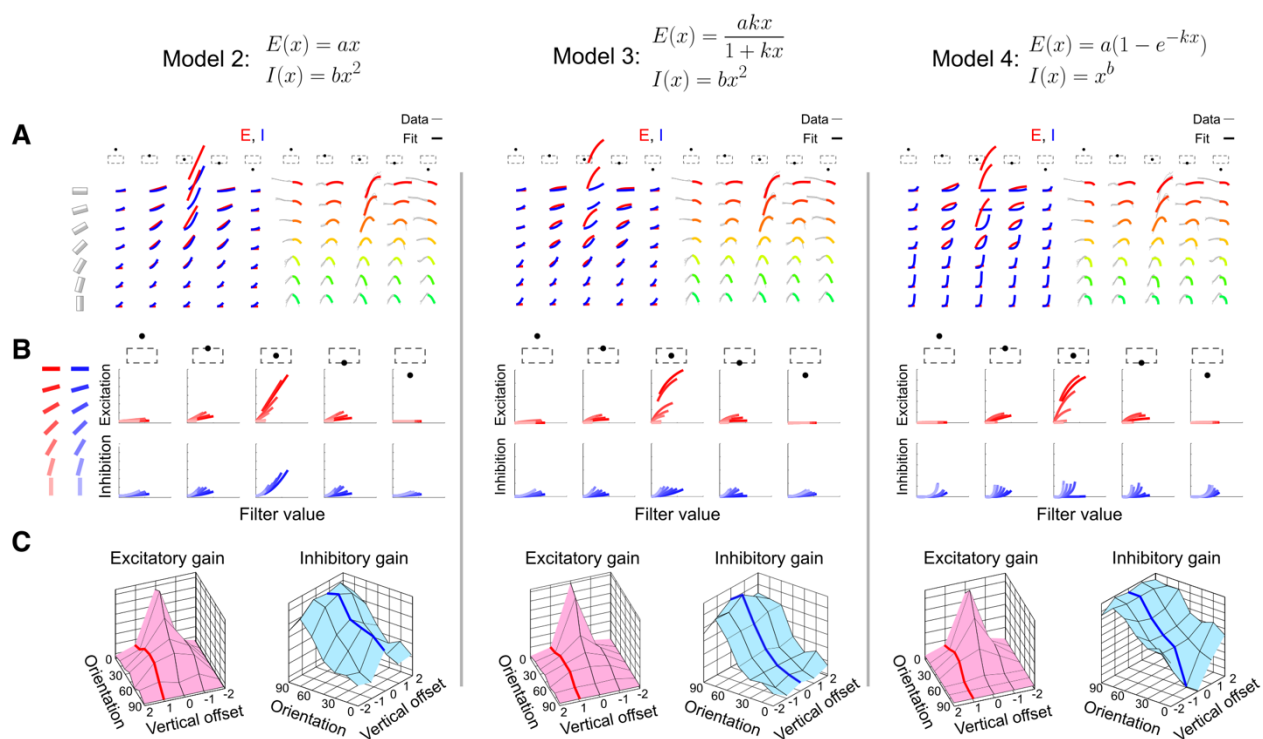 Model 2: E(x) = ax
I(x) = bx²
Model 3: E(x) = akx / (1 + kx)
I(x) = bx²
Model 4: E(x) = a(1 − e^{−kx})
I(x) = x^b
A
E, I
Data
Fit
E, I
Data
Fit
E, I
Data
Fit
B
Excitation
Inhibition
Filter value
Excitation
Inhibition
Filter value
Excitation
Inhibition
Filter value
C
Excitatory gain
0
30
60
90
Orientation
2
1
0
-1
-2
Vertical offset
Inhibitory gain
90
60
30
0
Orientation
-2
-1
0
1
2
Vertical offset
Excitatory gain
0
30
60
90
Orientation
2
1
0
-1
-2
Vertical offset
Inhibitory gain
90
60
30
0
Orientation
-2
-1
0
1
2
Vertical offset
Excitatory gain
0
30
60
90
Orientation
2
1
0
-1
-2
Vertical offset
Inhibitory gain
90
60
30
0
Orientation
-2
-1
0
1
2
Vertical offset